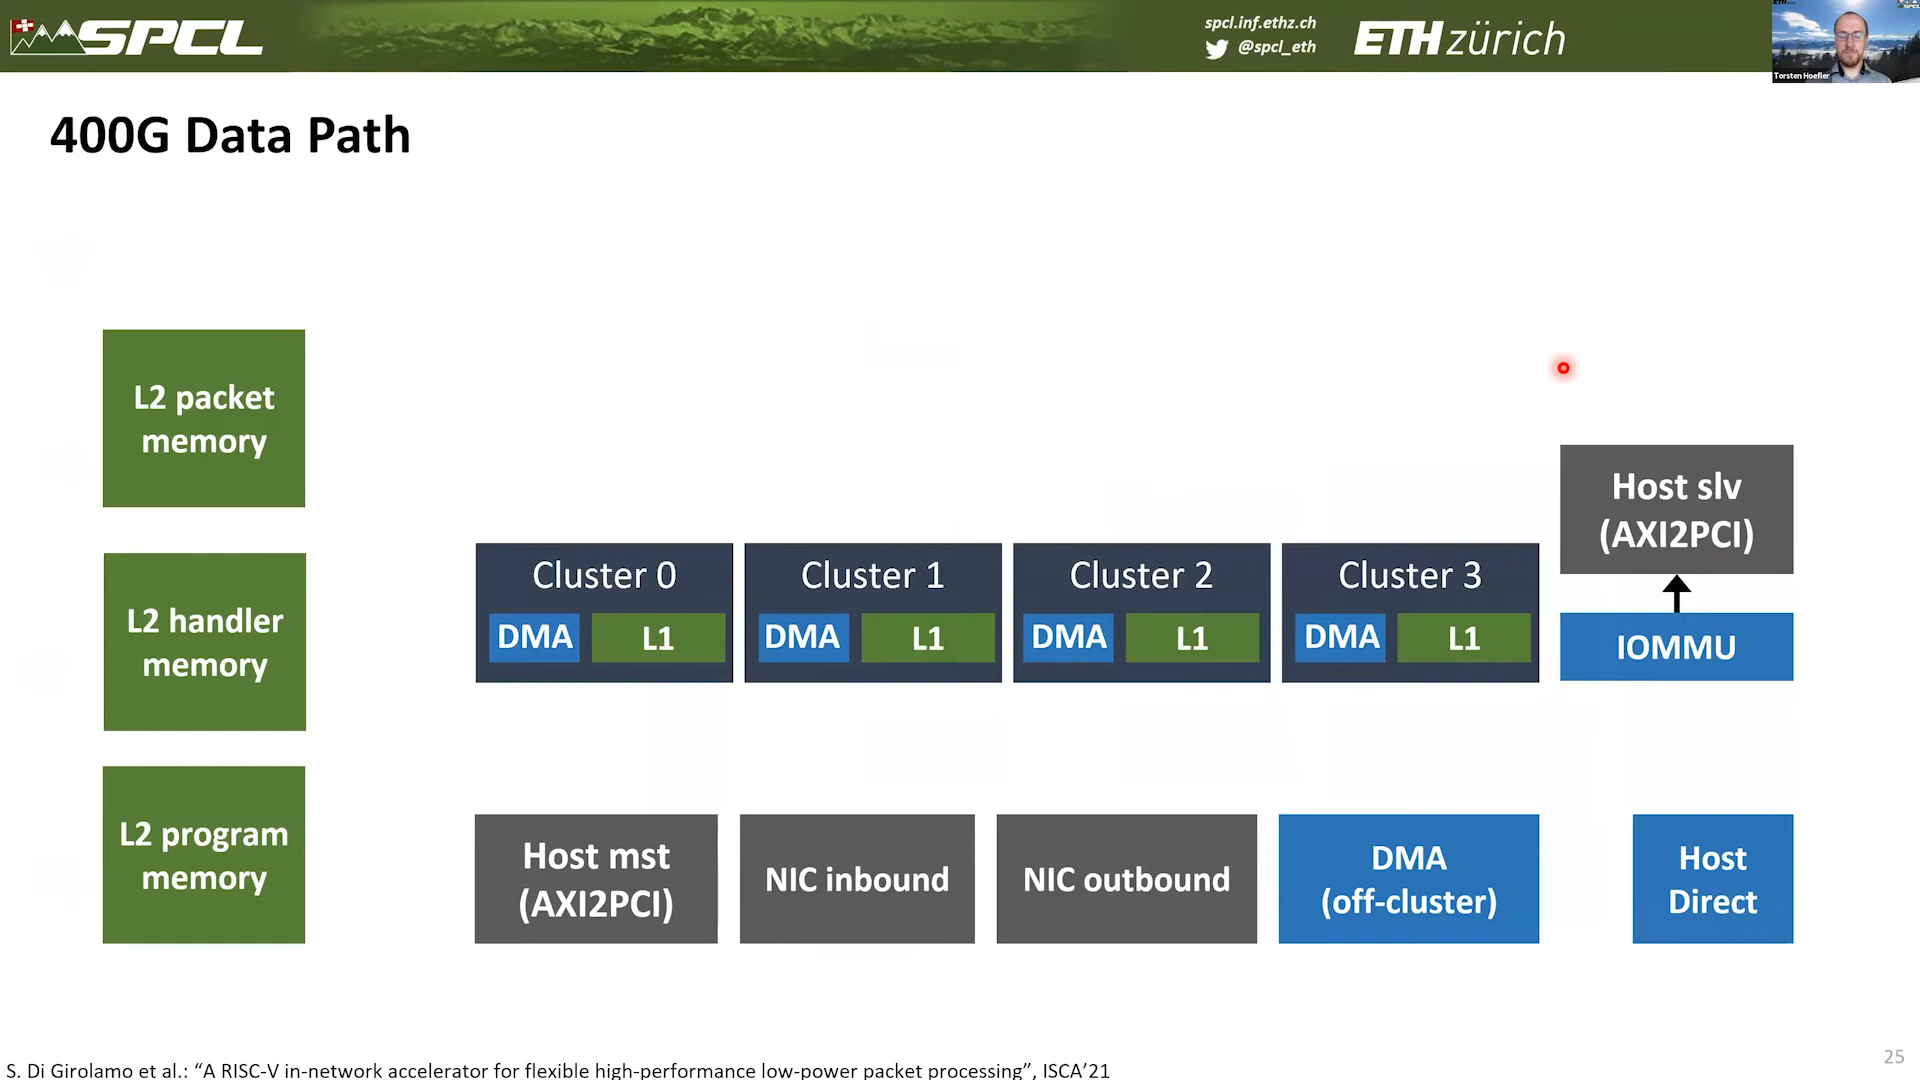 SPCL
spcl.inf.ethz.ch
@spcl_eth
ETH zürich
Torsten Hoefler
400G Data Path
L2 packet
memory
Host slv
(AXI2PCI)
Cluster 0
Cluster 1
Cluster 2
Cluster 3
L2 handler
memory
DMA
L1
DMA
L1
DMA
L1
DMA
L1
IOMMU
L2 program
memory
Host mst
(AXI2PCI)
NIC inbound
NIC outbound
DMA
(off-cluster)
Host
Direct
S. Di Girolamo et al.: “A RISC-V in-network accelerator for flexible high-performance low-power packet processing”, ISCA’21
25